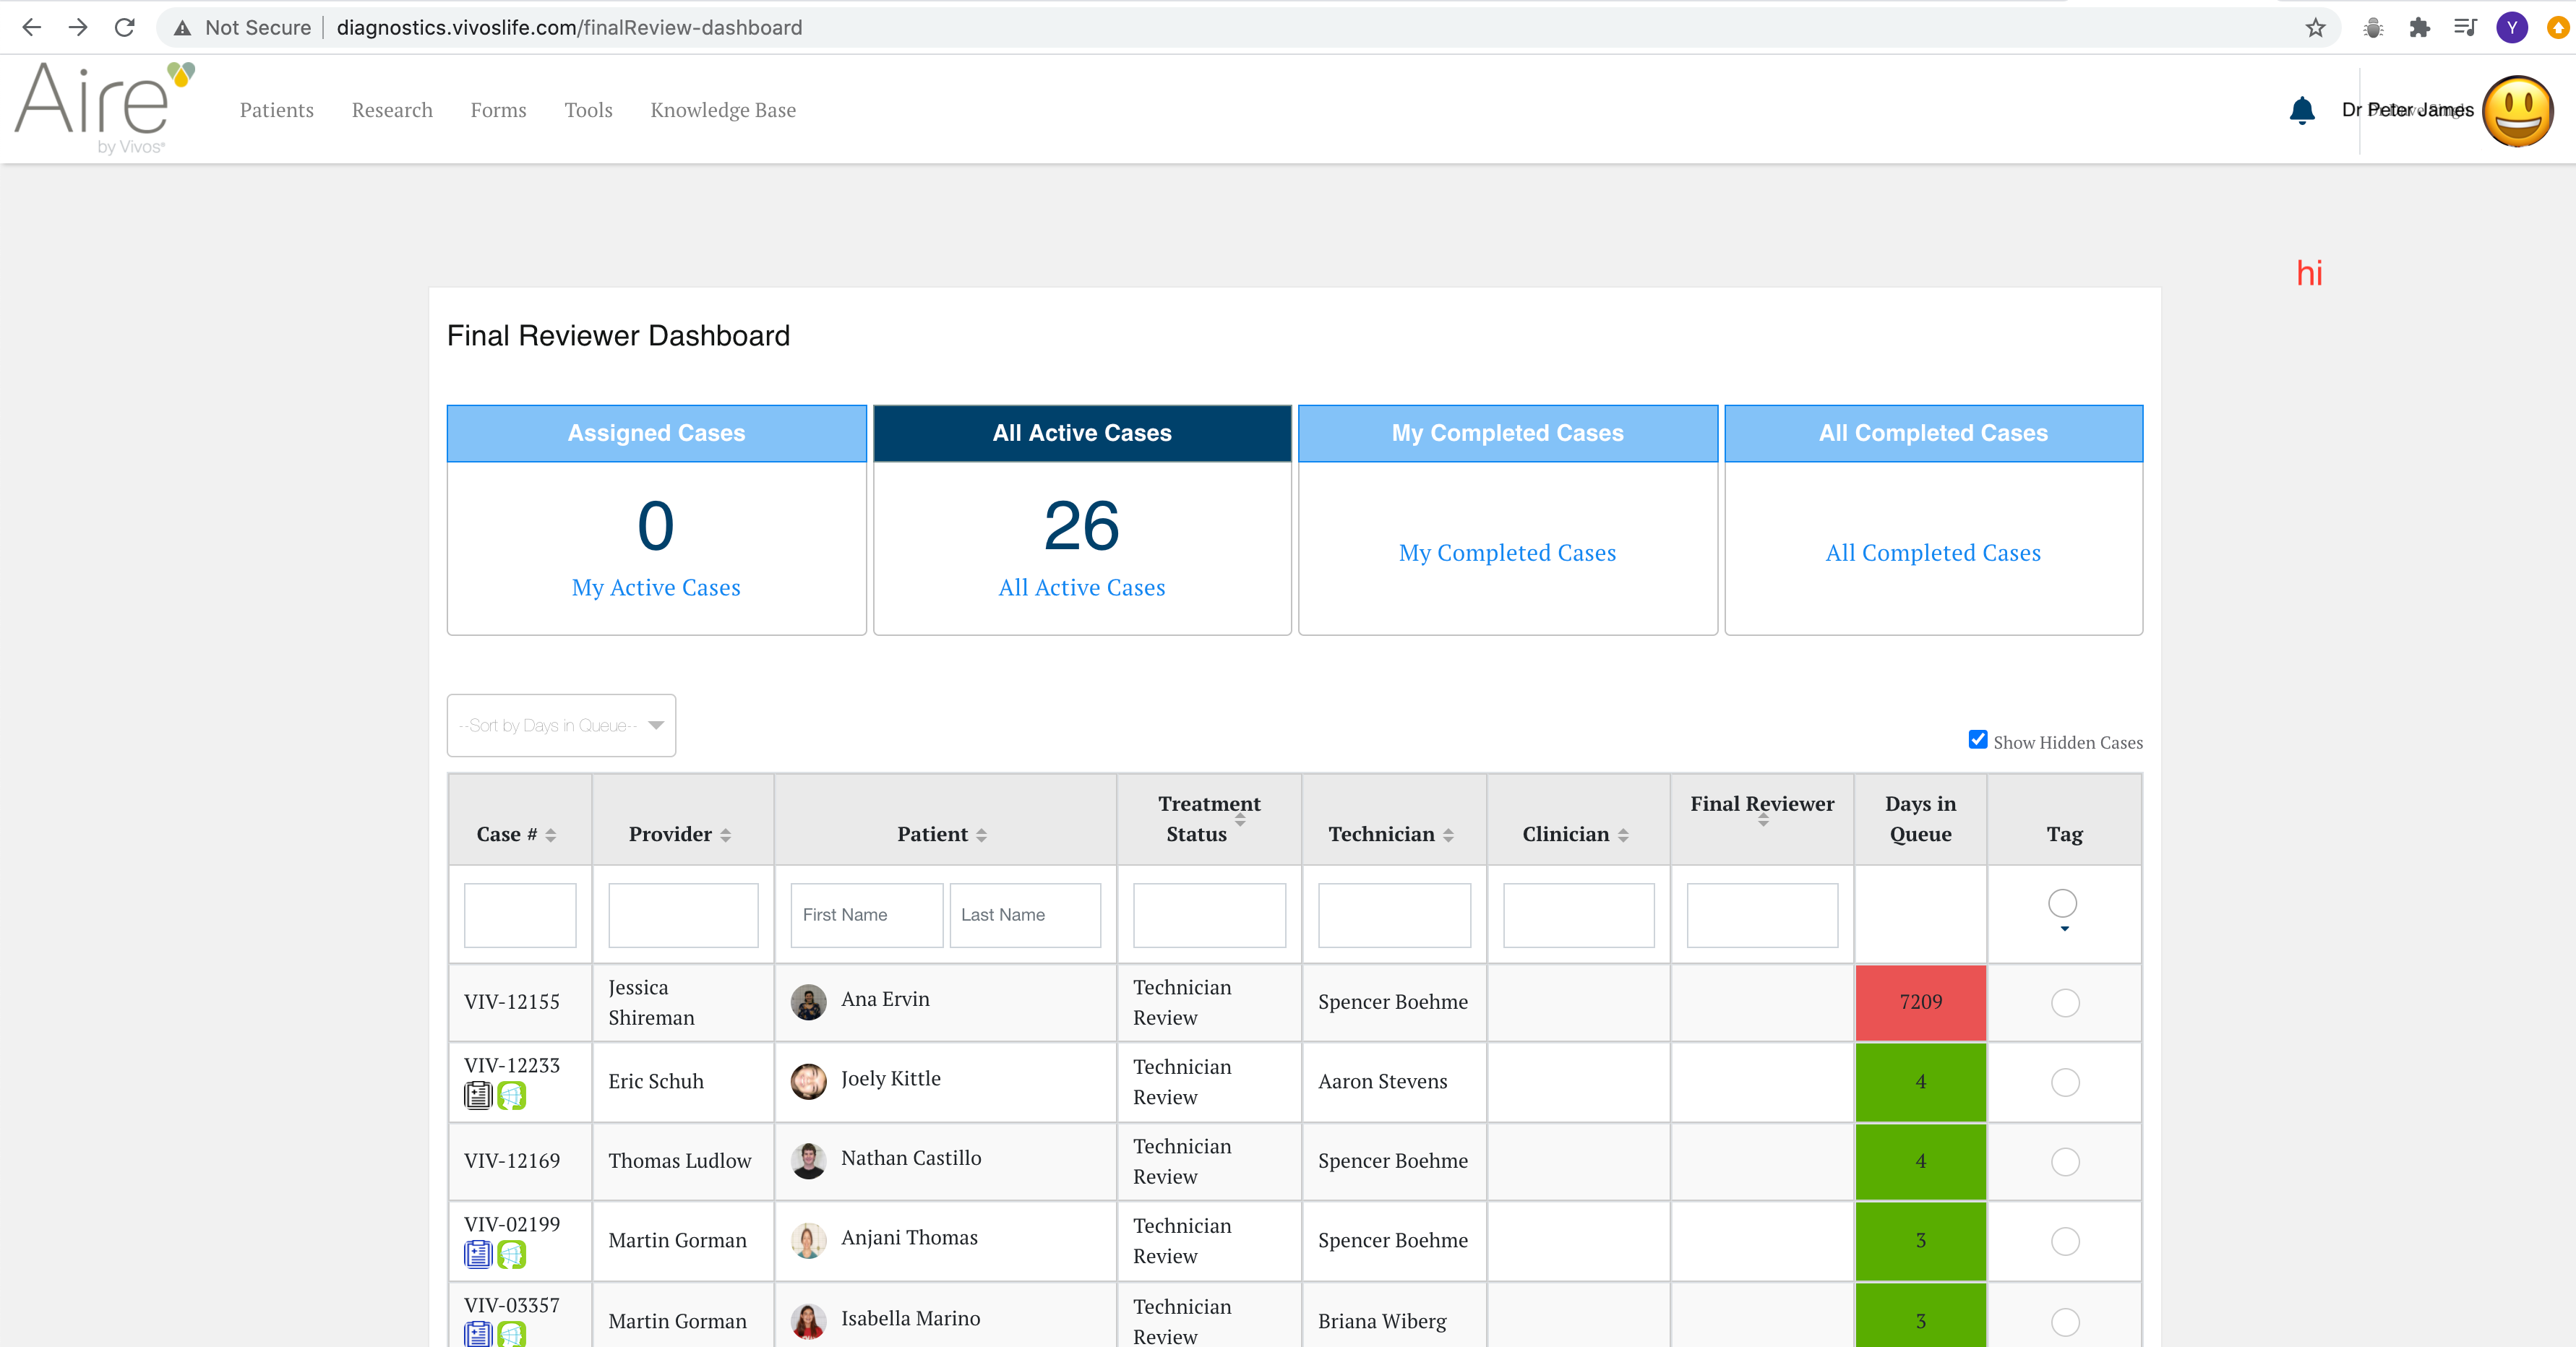 Not Secure diagnostics.vivoslife.com/finalReview-dashboard
Y
Aire
by Vivos®
Patients Research Forms Tools Knowledge Base
Dr Peter James
hi
Final Reviewer Dashboard
Assigned Cases All Active Cases My Completed Cases All Completed Cases
0 26
My Active Cases All Active Cases My Completed Cases All Completed Cases
--Sort by Days in Queue--
Show Hidden Cases
Case # Provider Patient Treatment Status Technician Clinician Final Reviewer Days in Queue Tag
First Name Last Name
VIV-12155 Jessica Shireman Ana Ervin Technician Review Spencer Boehme 7209
VIV-12233 Eric Schuh Joely Kittle Technician Review Aaron Stevens 4
VIV-12169 Thomas Ludlow Nathan Castillo Technician Review Spencer Boehme 4
VIV-02199 Martin Gorman Anjani Thomas Technician Review Spencer Boehme 3
VIV-03357 Martin Gorman Isabella Marino Technician Review Briana Wiberg 3